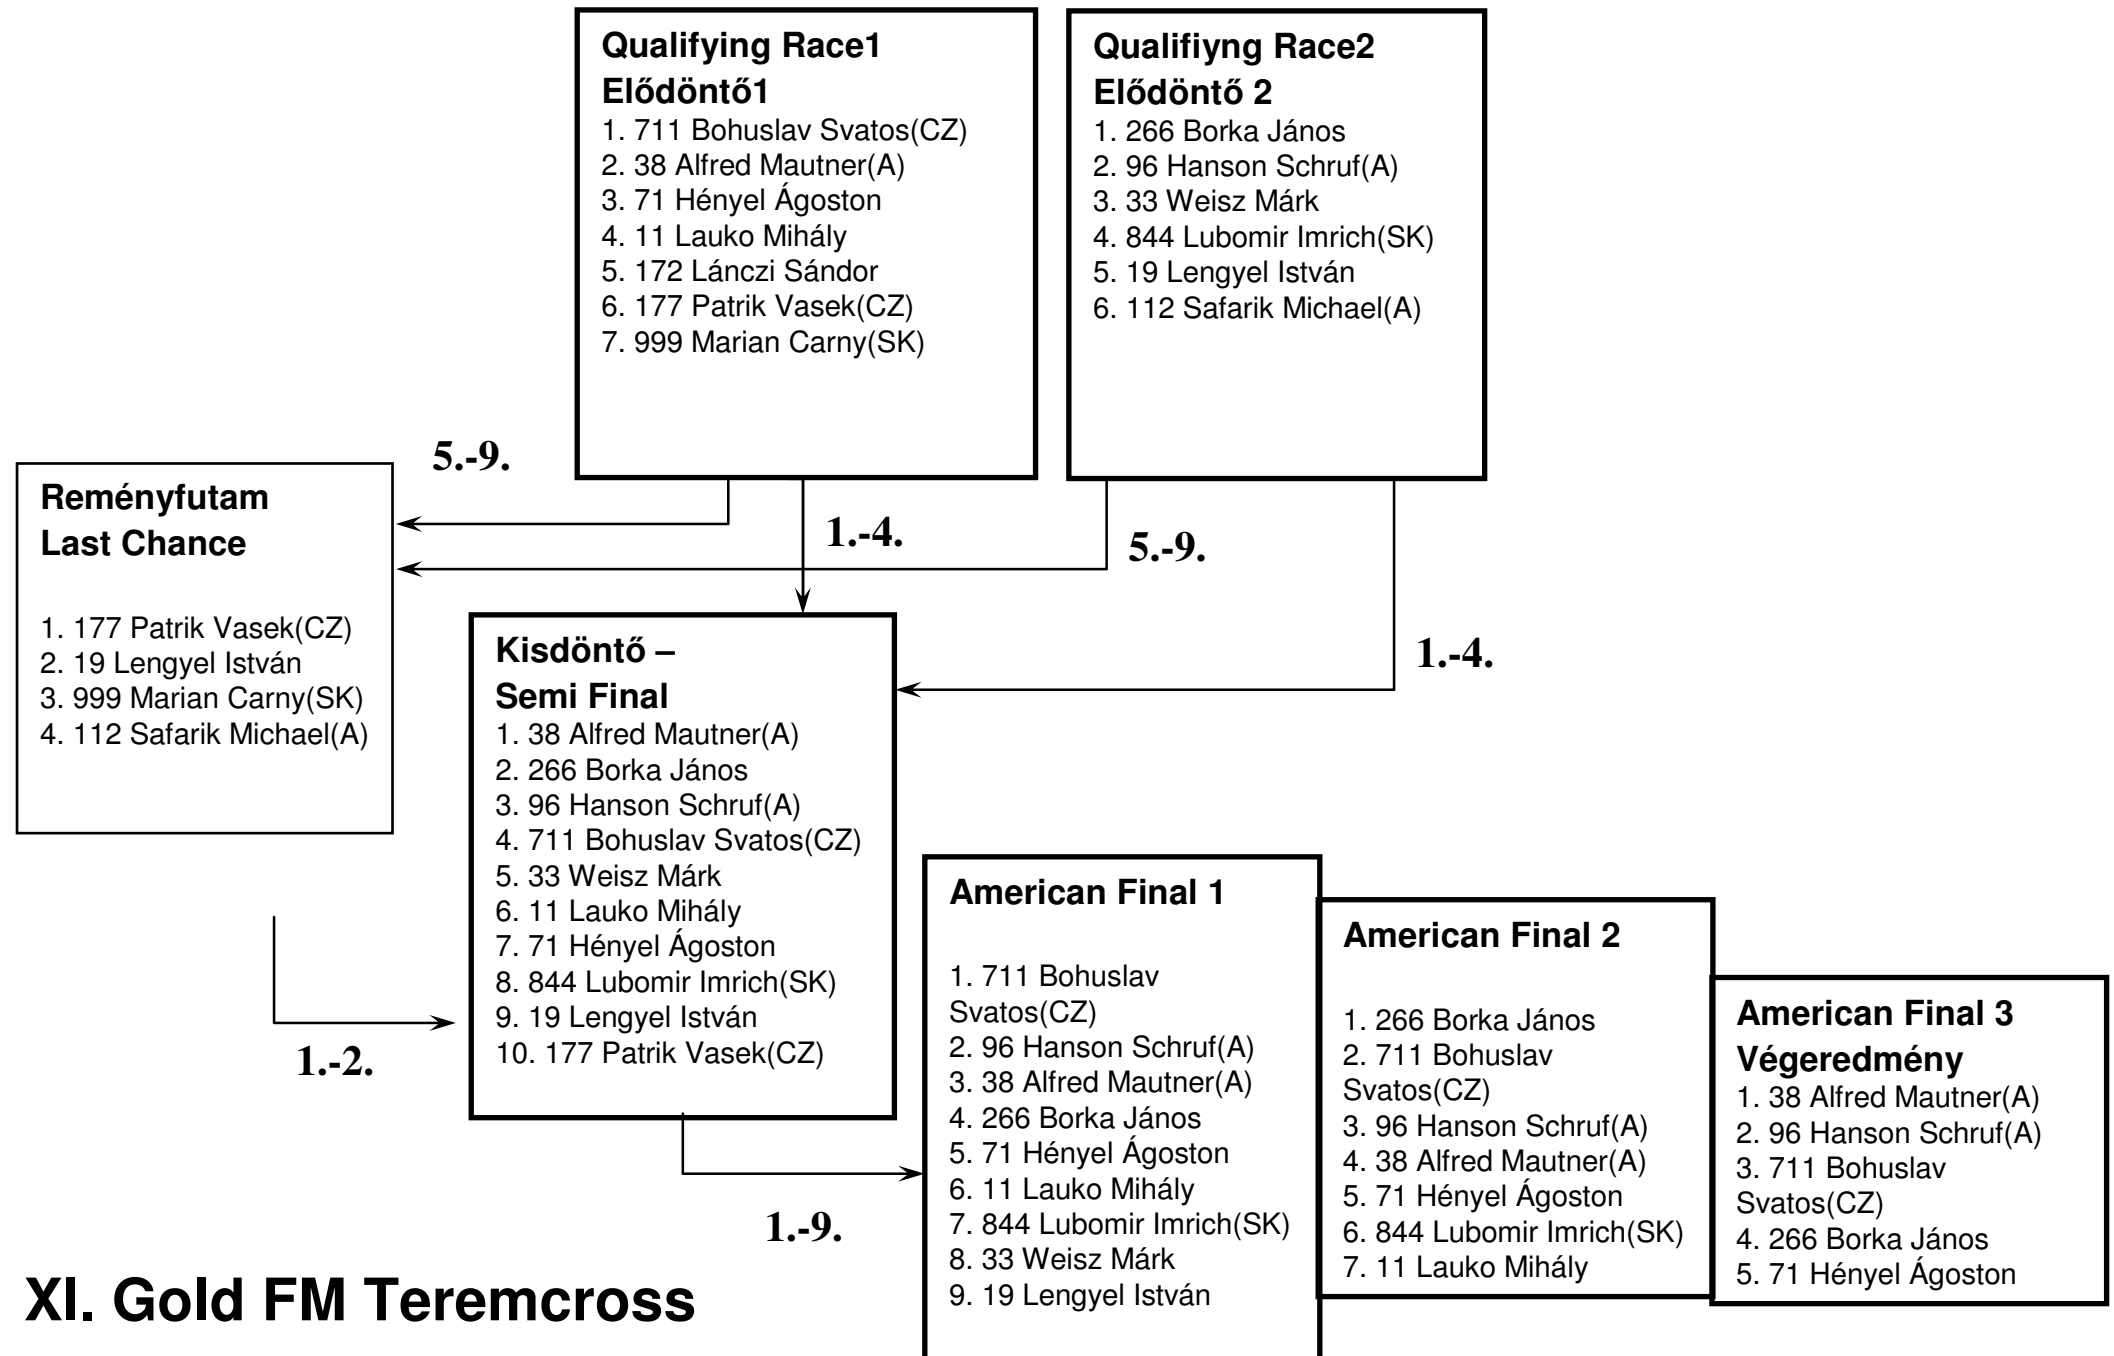 Qualifying Race1
Elődöntő1
1. 711 Bohuslav Svatos(CZ)
2. 38 Alfred Mautner(A)
3. 71 Hényel Ágoston
4. 11 Lauko Mihály
5. 172 Lánczi Sándor
6. 177 Patrik Vasek(CZ)
7. 999 Marian Carny(SK)
Qualifiyng Race2
Elődöntő 2
1. 266 Borka János
2. 96 Hanson Schruf(A)
3. 33 Weisz Márk
4. 844 Lubomir Imrich(SK)
5. 19 Lengyel István
6. 112 Safarik Michael(A)
5.-9.
1.-4.
5.-9.
1.-4.
Reményfutam
Last Chance
1. 177 Patrik Vasek(CZ)
2. 19 Lengyel István
3. 999 Marian Carny(SK)
4. 112 Safarik Michael(A)
1.-2.
Kisdöntő –
Semi Final
1. 38 Alfred Mautner(A)
2. 266 Borka János
3. 96 Hanson Schruf(A)
4. 711 Bohuslav Svatos(CZ)
5. 33 Weisz Márk
6. 11 Lauko Mihály
7. 71 Hényel Ágoston
8. 844 Lubomir Imrich(SK)
9. 19 Lengyel István
10. 177 Patrik Vasek(CZ)
1.-9.
American Final 1
1. 711 Bohuslav
Svatos(CZ)
2. 96 Hanson Schruf(A)
3. 38 Alfred Mautner(A)
4. 266 Borka János
5. 71 Hényel Ágoston
6. 11 Lauko Mihály
7. 844 Lubomir Imrich(SK)
8. 33 Weisz Márk
9. 19 Lengyel István
American Final 2
1. 266 Borka János
2. 711 Bohuslav
Svatos(CZ)
3. 96 Hanson Schruf(A)
4. 38 Alfred Mautner(A)
5. 71 Hényel Ágoston
6. 844 Lubomir Imrich(SK)
7. 11 Lauko Mihály
American Final 3
Végeredmény
1. 38 Alfred Mautner(A)
2. 96 Hanson Schruf(A)
3. 711 Bohuslav
Svatos(CZ)
4. 266 Borka János
5. 71 Hényel Ágoston
XI. Gold FM Teremcross